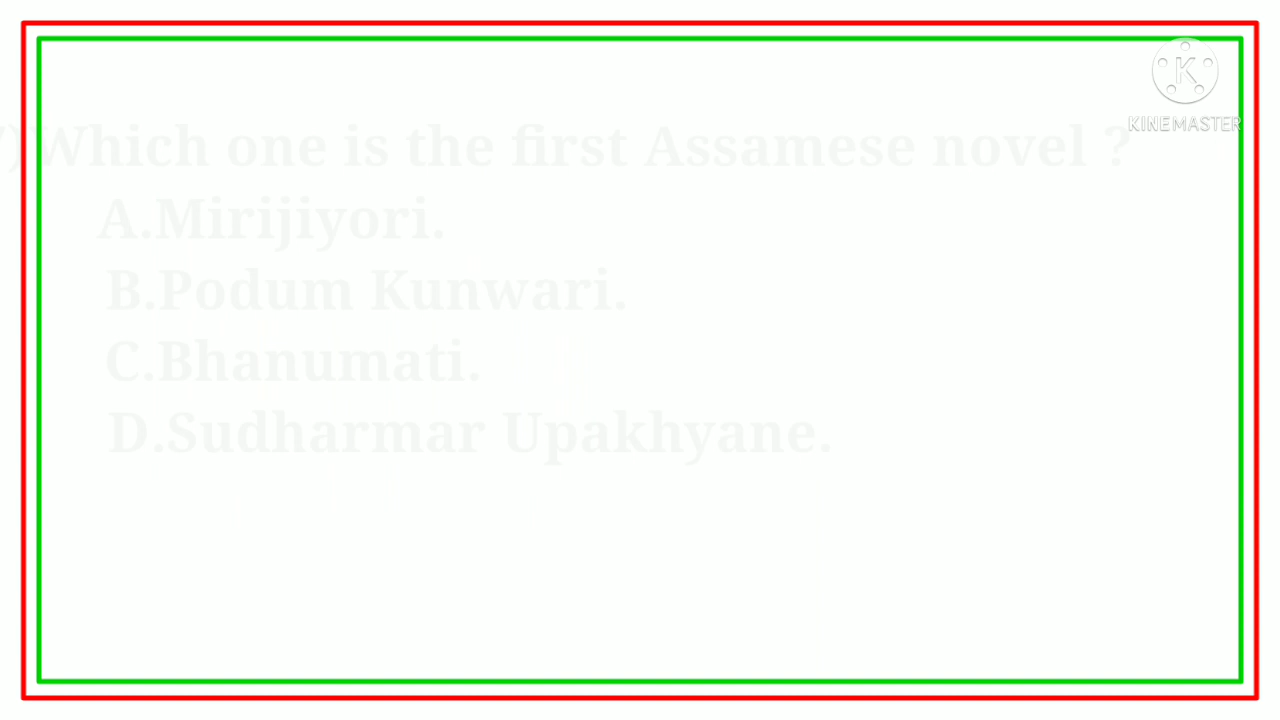 )Which one is the first Assamese novel ?
A.Mirijiyori.
B.Podum Kunwari.
C.Bhanumati.
D.Sudharmar Upakhyane.
KINEMASTER